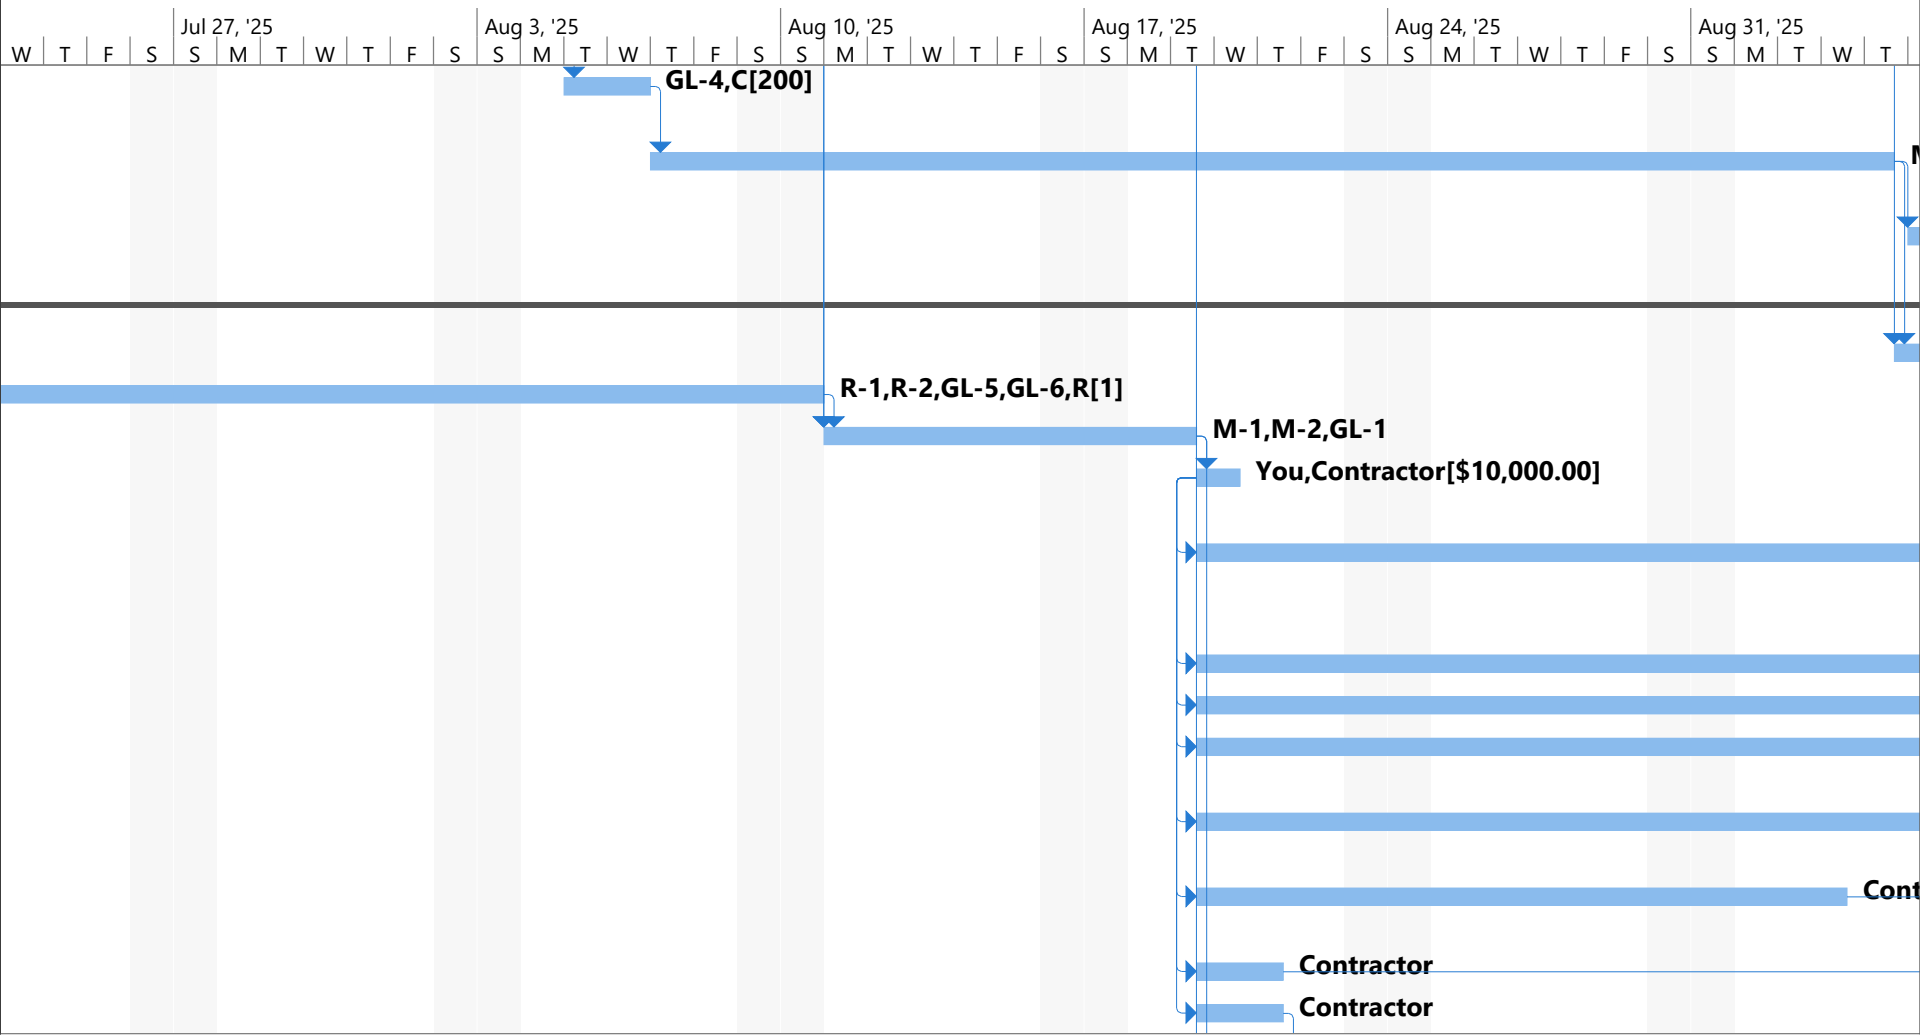 Jul 27, '25 Aug 3, '25 Aug 10, '25 Aug 17, '25 Aug 24, '25 Aug 31, '25
W T F S S M T W T F S S M T W T F S S M T W T F S S M T W T F S S M T W T F S S M T W T
GL-4,C[200]
R-1,R-2,GL-5,GL-6,R[1]
M-1,M-2,GL-1
You,Contractor[$10,000.00]
Cont
Contractor
Contractor